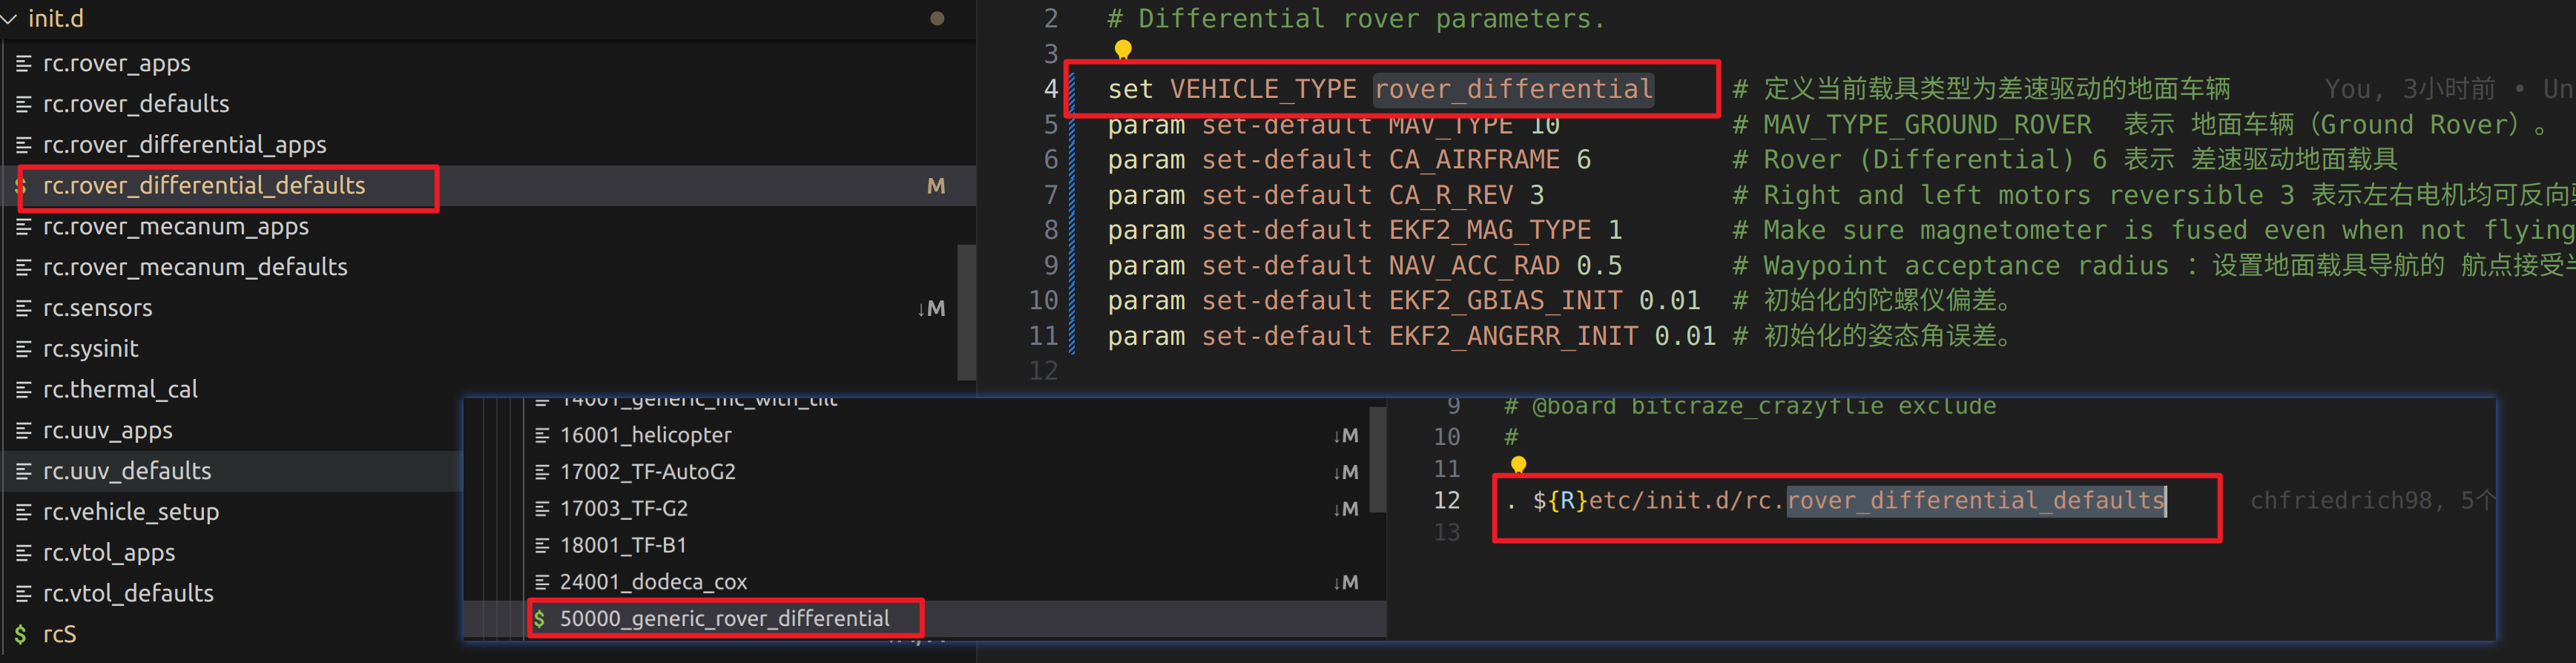 init.d
rc.rover_apps
rc.rover_defaults
rc.rover_differential_apps
$ rc.rover_differential_defaults M
rc.rover_mecanum_apps
rc.rover_mecanum_defaults
rc.sensors ↓M
rc.sysinit
rc.thermal_cal
rc.uuv_apps
rc.uuv_defaults
rc.vehicle_setup
rc.vtol_apps
rc.vtol_defaults
$ rcS
2 # Differential rover parameters.
3
4 set VEHICLE_TYPE rover_differential # 定义当前载具类型为差速驱动的地面车辆 You, 3小时前 • Un
5 param set-default MAV_TYPE 10 # MAV_TYPE_GROUND_ROVER 表示 地面车辆（Ground Rover）。
6 param set-default CA_AIRFRAME 6 # Rover (Differential) 6 表示 差速驱动地面载具
7 param set-default CA_R_REV 3 # Right and left motors reversible 3 表示左右电机均可反向
8 param set-default EKF2_MAG_TYPE 1 # Make sure magnetometer is fused even when not flying
9 param set-default NAV_ACC_RAD 0.5 # Waypoint acceptance radius : 设置地面载具导航的 航点接受
10 param set-default EKF2_GBIAS_INIT 0.01 # 初始化的陀螺仪偏差。
11 param set-default EKF2_ANGERR_INIT 0.01 # 初始化的姿态角误差。
12
14001_generic_mc_with_tilt
16001_helicopter ↓M
17002_TF-AutoG2 ↓M
17003_TF-G2 ↓M
18001_TF-B1
24001_dodeca_cox ↓M
$ 50000_generic_rover_differential
9 # @board bitcraze_crazyflie exclude
10 #
11
12 . ${R}etc/init.d/rc.rover_differential_defaults chfriedrich98, 5个
13